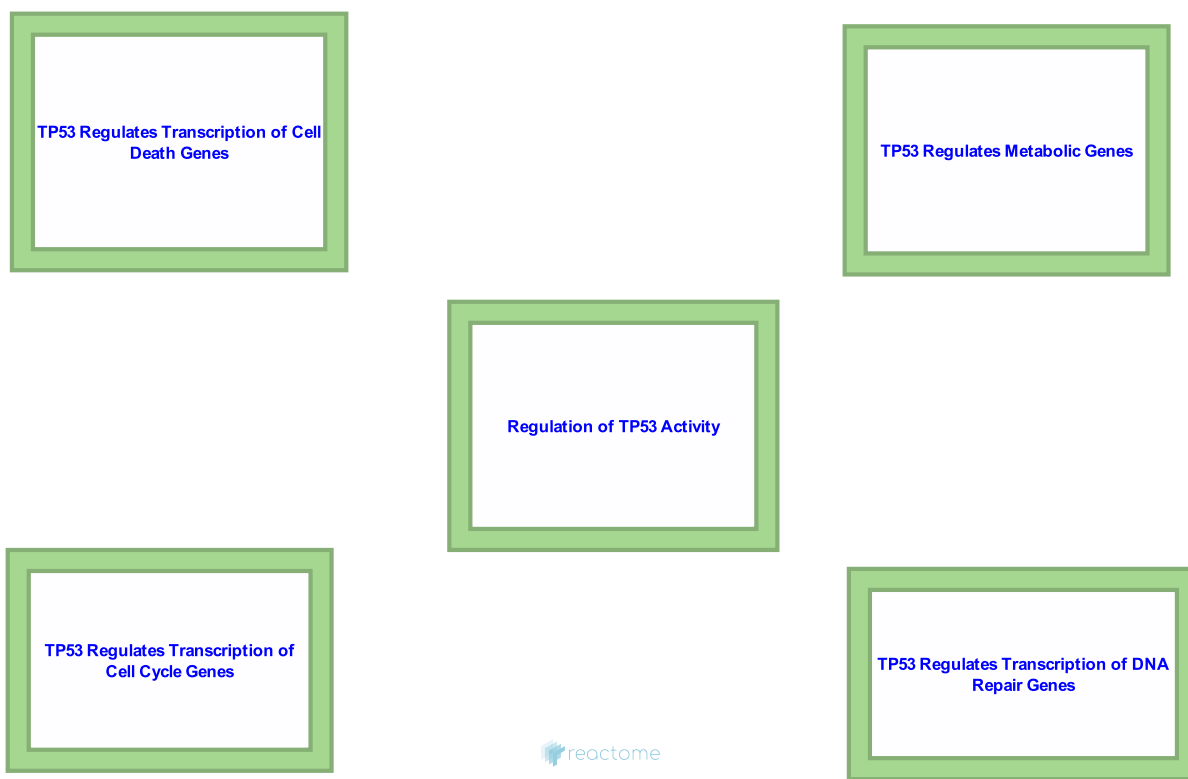 TP53 Regulates Transcription of Cell
Death Genes
TP53 Regulates Metabolic Genes
Regulation of TP53 Activity
TP53 Regulates Transcription of
Cell Cycle Genes
TP53 Regulates Transcription of DNA
Repair Genes
reactome